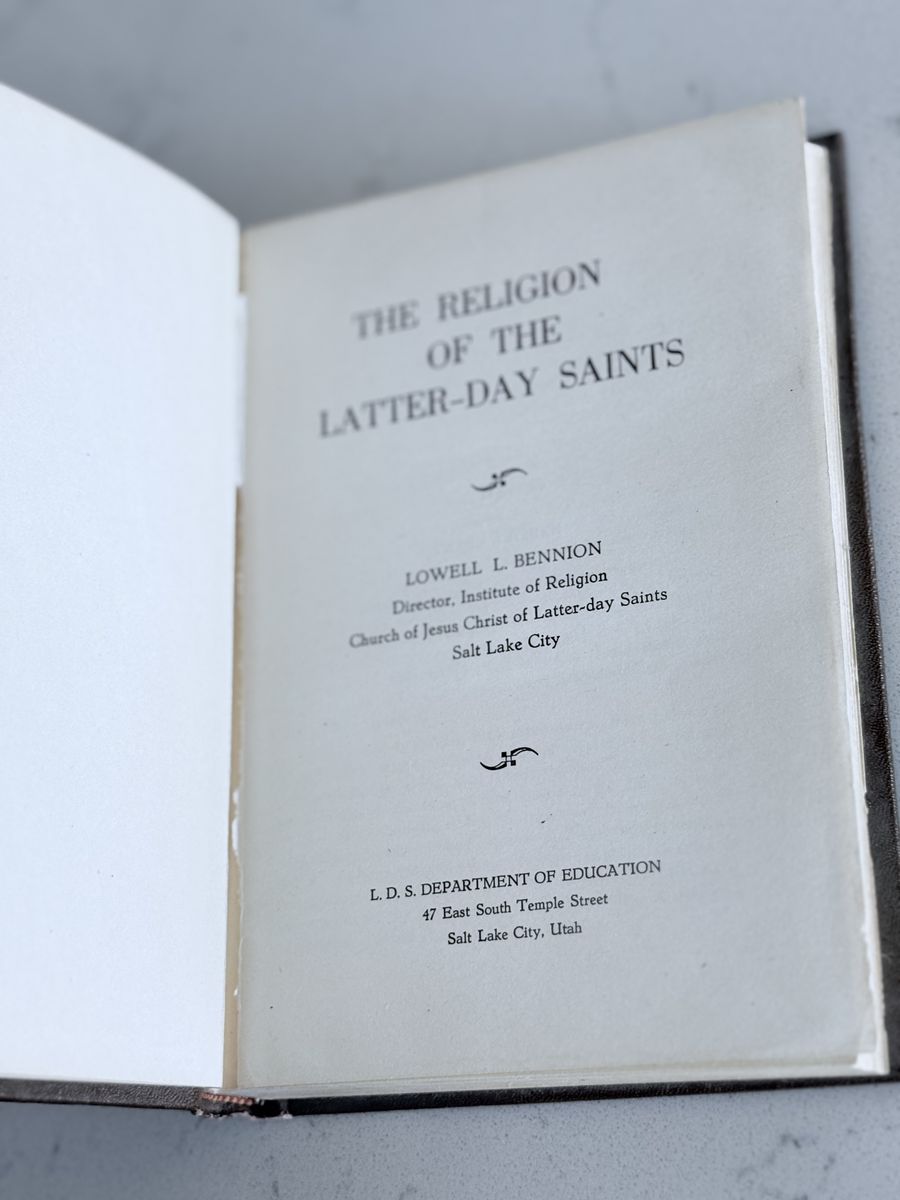 THE RELIGION
OF THE
LATTER-DAY SAINTS
LOWELL L. BENNION
Director, Institute of Religion
Church of Jesus Christ of Latter-day Saints
Salt Lake City
L. D. S. DEPARTMENT OF EDUCATION
47 East South Temple Street
Salt Lake City, Utah